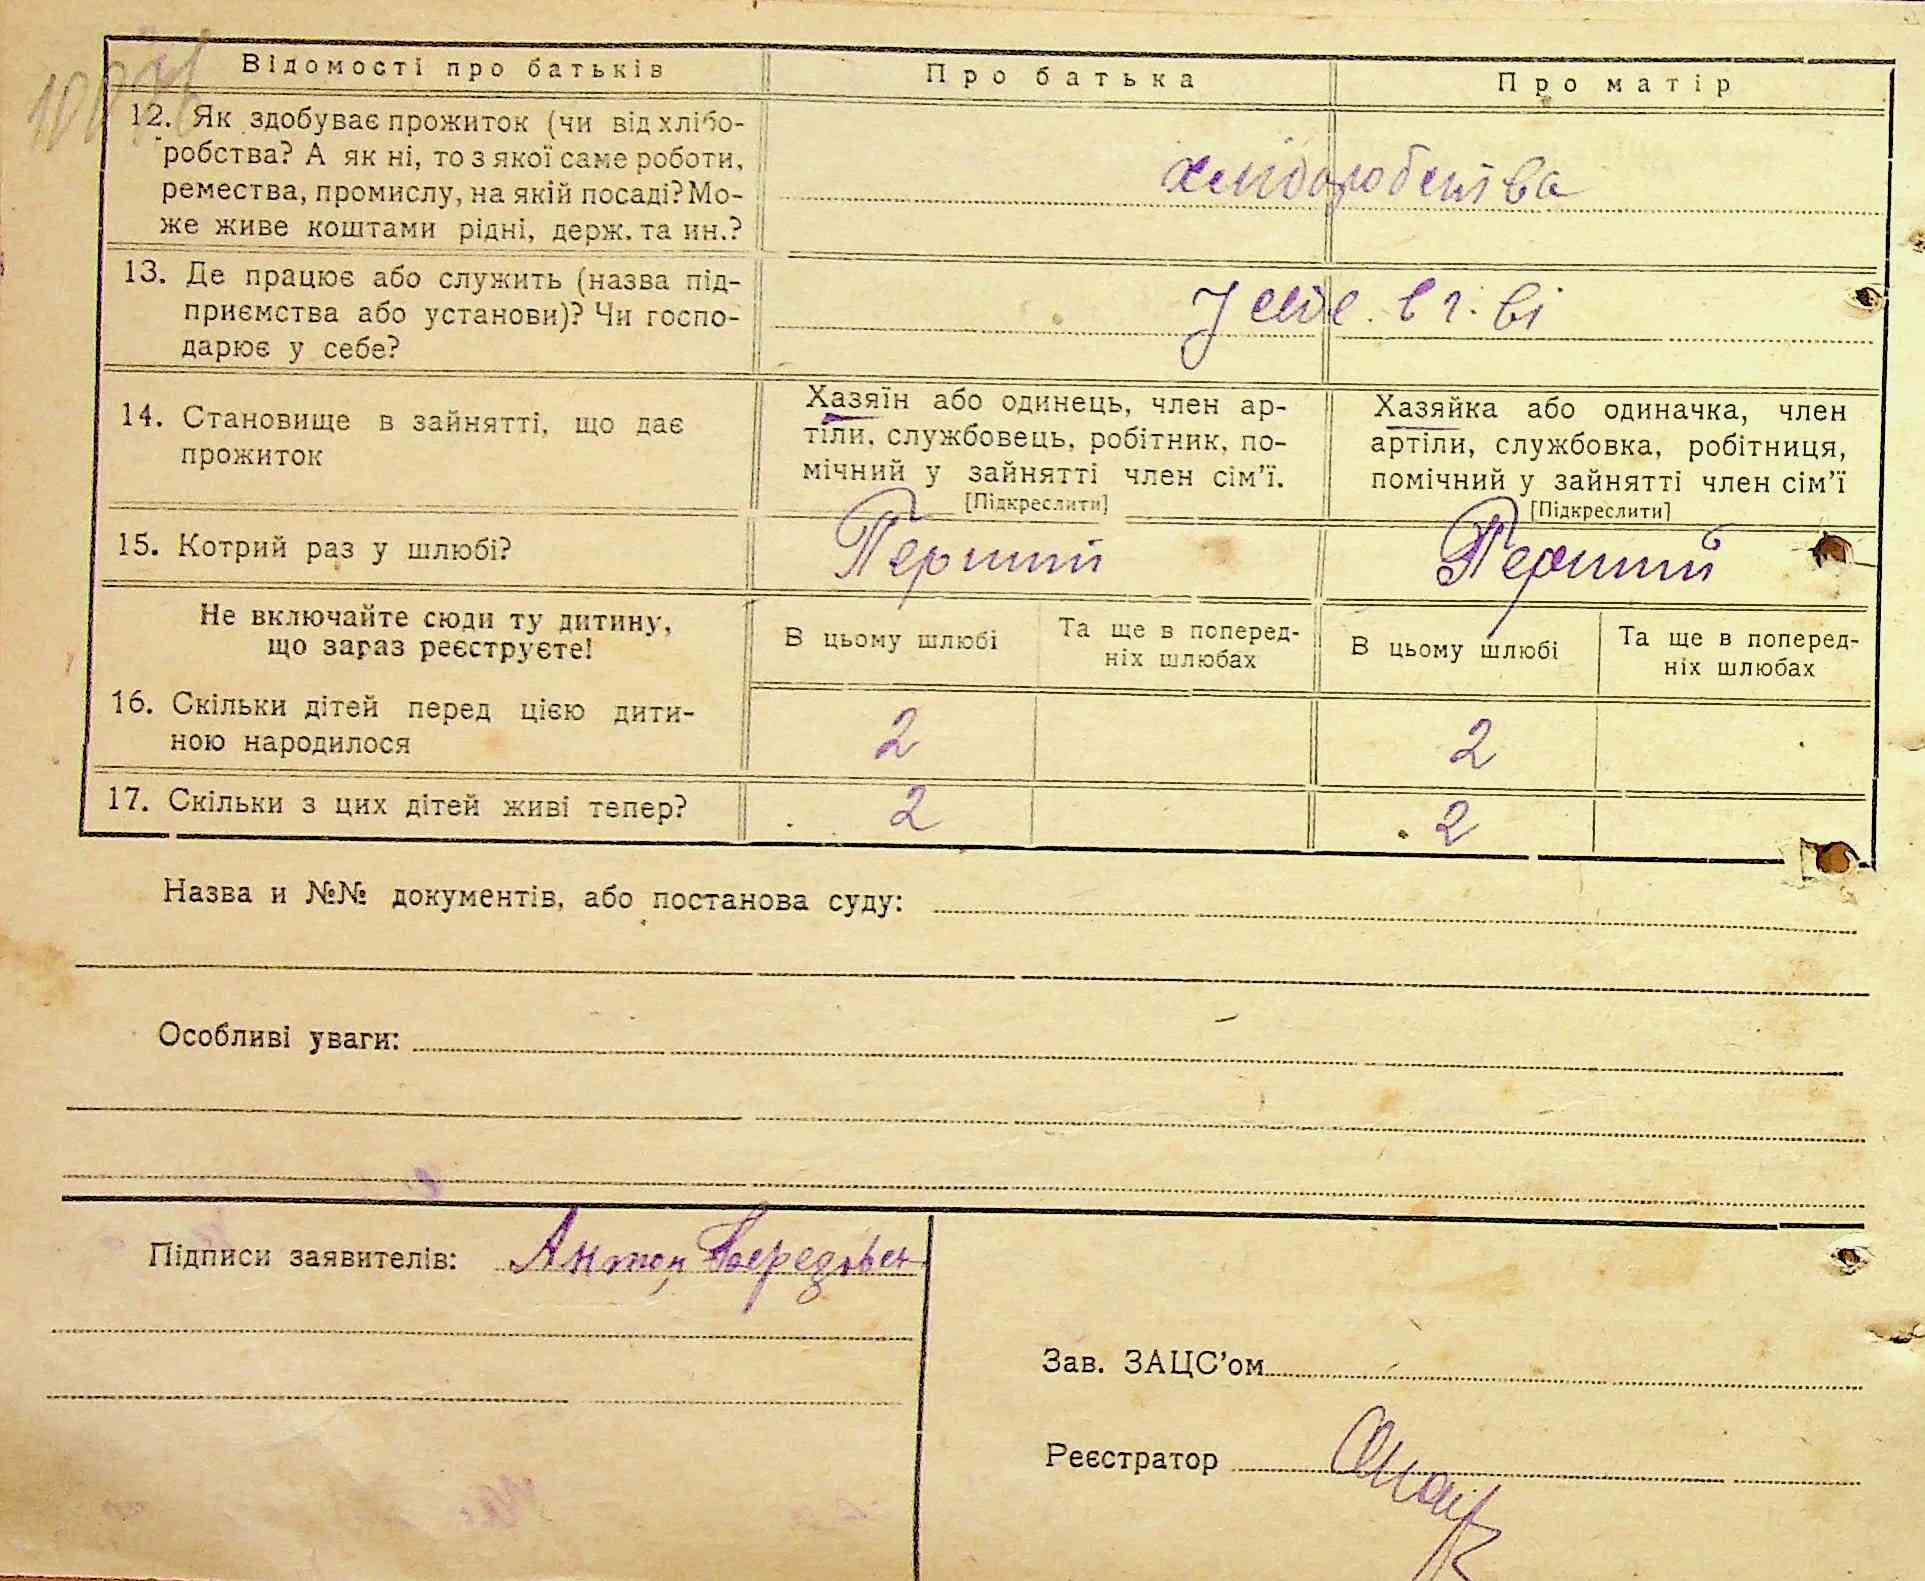 Відомості про батьків
Про батька
Про матір
12. Як здобуває прожиток (чи від хлібо-
робства? А як ні, то з якої саме роботи,
ремества, промислу, на якій посаді? Мо-
же живе коштами рідні, держ. та ин.?
хліборобства
13. Де працює або служить (назва під-
приємства або установи)? Чи госпо-
дарює у себе?
14. Становище в зайнятті, що дає
прожиток
Хазяїн або одинець, член ар-
тіли, службовець, робітник, по-
мічний у зайнятті член сім'ї.
[Підкреслити]
Хазяйка або одиначка, член
артіли, службовка, робітниця,
помічний у зайнятті член сім'ї
[Підкреслити]
15. Котрий раз у шлюбі?
Перший
Перший
Не включайте сюди ту дитину,
що зараз реєструєте!
В цьому шлюбі
Та ще в поперед-
ніх шлюбах
В цьому шлюбі
Та ще в поперед-
ніх шлюбах
16. Скільки дітей перед цією дити-
ною народилося
2
2
17. Скільки з цих дітей живі тепер?
2
2
Назва и №№ документів, або постанова суду:
Особливі уваги:
Підписи заявителів: Антон
Зав. ЗАЦС'ом
Реєстратор